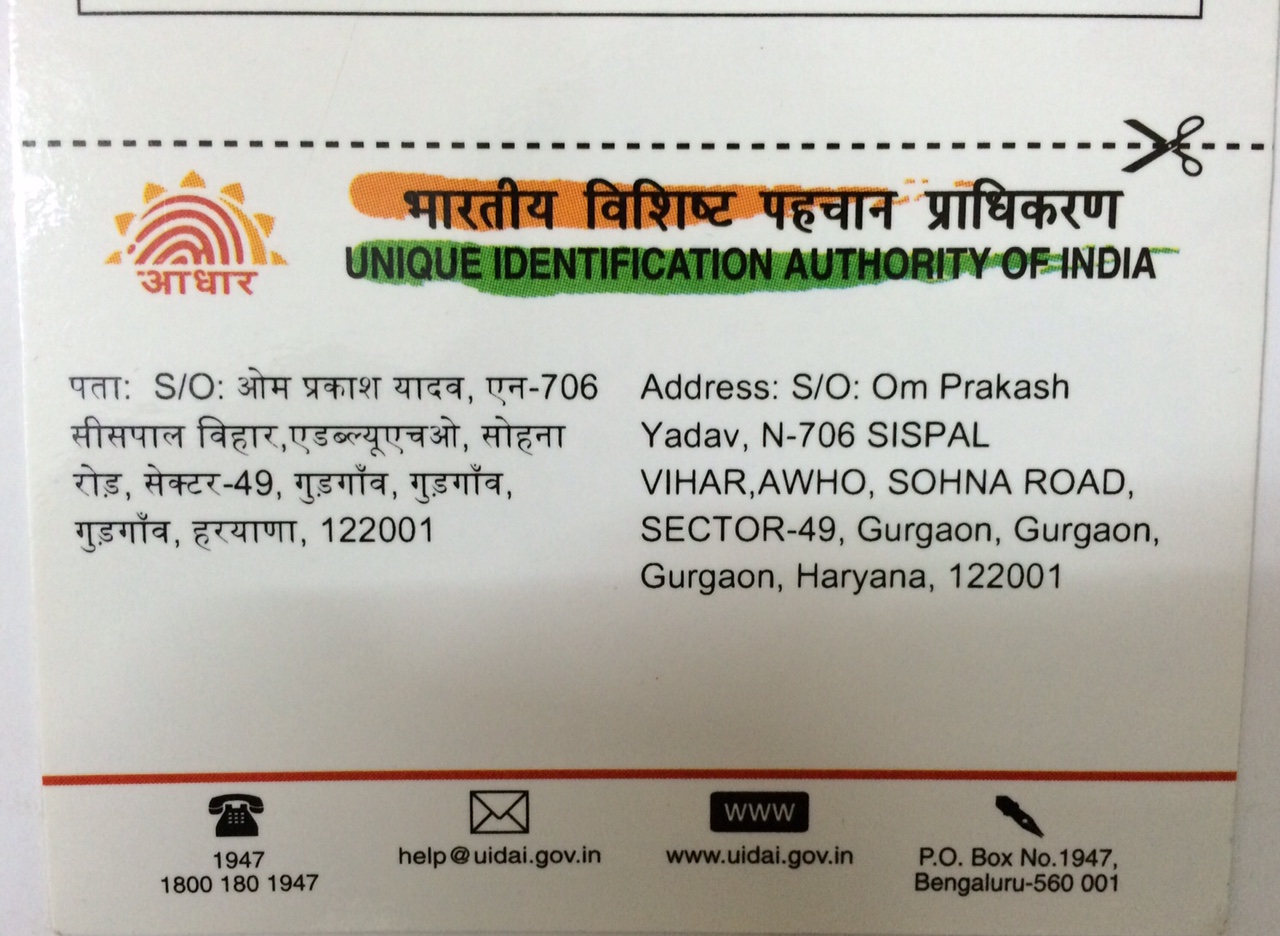 भारतीय विशिष्ट पहचान प्राधिकरण
UNIQUE IDENTIFICATION AUTHORITY OF INDIA
आधार
पता: S/O: ओम प्रकाश यादव, एन-706
सीसपाल विहार,एडब्ल्यूएचओ, सोहना
रोड़, सेक्टर-49, गुड़गाँव, गुड़गाँव,
गुड़गाँव, हरयाणा, 122001
Address: S/O: Om Prakash
Yadav, N-706 SISPAL
VIHAR,AWHO, SOHNA ROAD,
SECTOR-49, Gurgaon, Gurgaon,
Gurgaon, Haryana, 122001
1947
1800 180 1947
help@uidai.gov.in
www
www.uidai.gov.in
P.O. Box No.1947,
Bengaluru-560 001